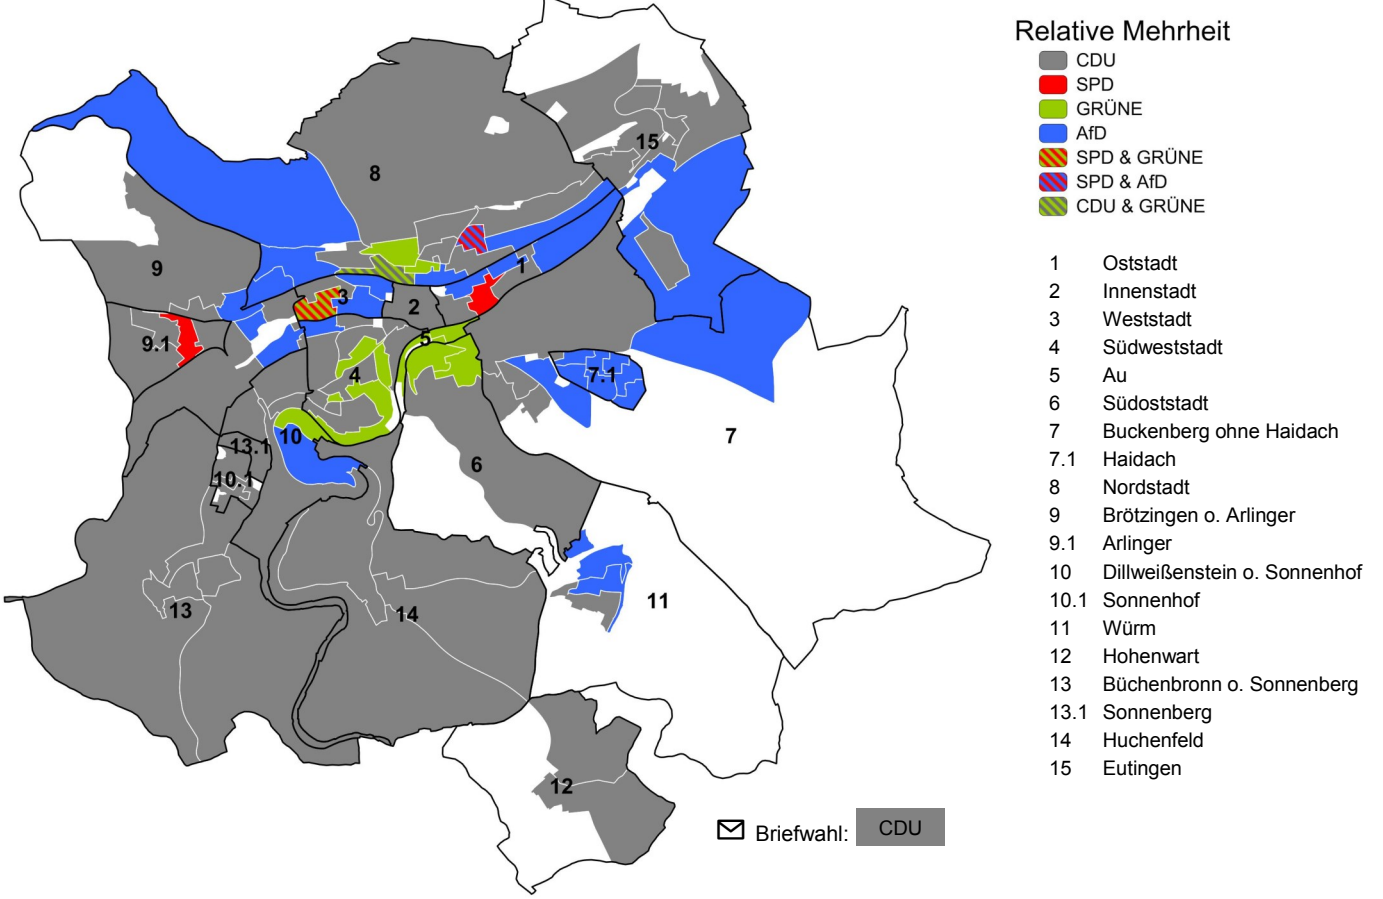 Relative Mehrheit
CDU
SPD
GRÜNE
AfD
SPD & GRÜNE
SPD & AfD
CDU & GRÜNE
1 Oststadt
2 Innenstadt
3 Weststadt
4 Südweststadt
5 Au
6 Südoststadt
7 Buckenberg ohne Haidach
7.1 Haidach
8 Nordstadt
9 Brötzingen o. Arlinger
9.1 Arlinger
10 Dillweißenstein o. Sonnenhof
10.1 Sonnenhof
11 Würm
12 Hohenwart
13 Büchenbronn o. Sonnenberg
13.1 Sonnenberg
14 Huchenfeld
15 Eutingen
15
8
9
1
3
2
9.1
5
4
7.1
10
7
13.1
6
10.1
11
13
14
12
Briefwahl: CDU